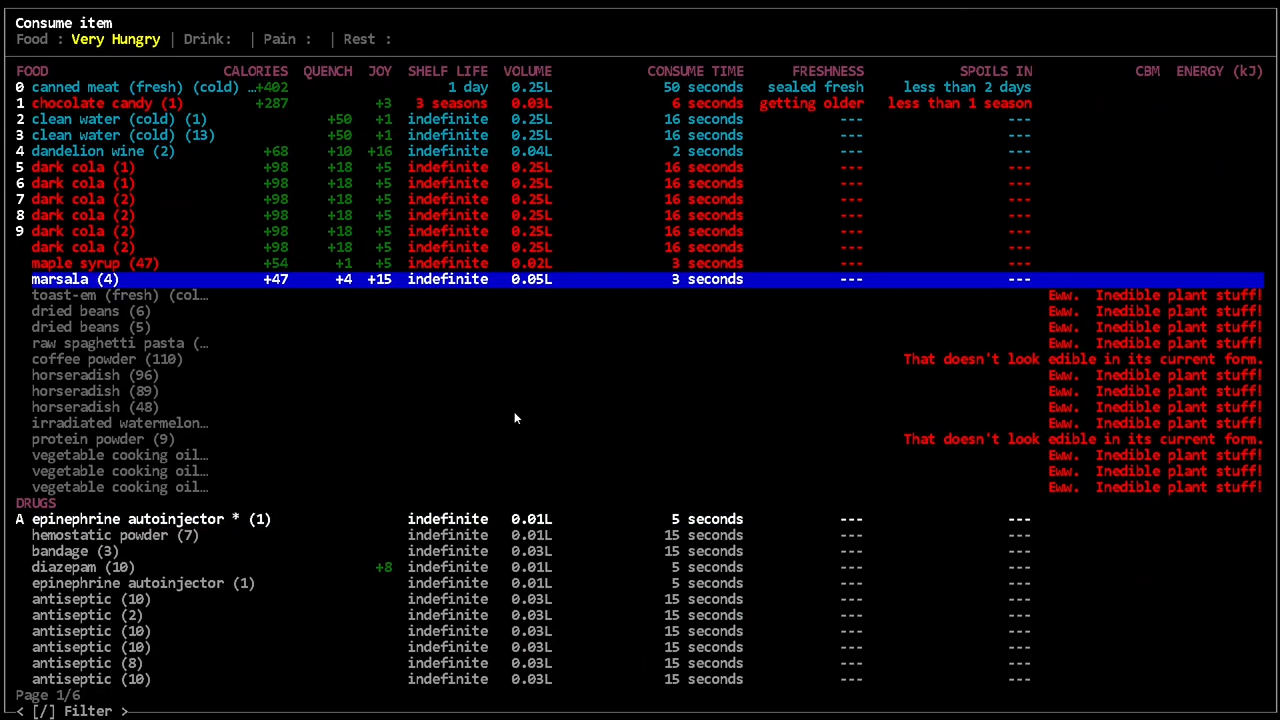 Consume item
Food : Very Hungry | Drink: | Pain : | Rest :
FOOD CALORIES QUENCH JOY SHELF LIFE VOLUME CONSUME TIME FRESHNESS SPOILS IN CBM ENERGY (kJ)
0 canned meat (fresh) (cold) …+402 1 day 0.25L 50 seconds sealed fresh less than 2 days
1 chocolate candy (1) +287 +3 3 seasons 0.03L 6 seconds getting older less than 1 season
2 clean water (cold) (1) +50 +1 indefinite 0.25L 16 seconds --- ---
3 clean water (cold) (13) +50 +1 indefinite 0.25L 16 seconds --- ---
4 dandelion wine (2) +68 +10 +16 indefinite 0.04L 2 seconds --- ---
5 dark cola (1) +98 +18 +5 indefinite 0.25L 16 seconds --- ---
6 dark cola (1) +98 +18 +5 indefinite 0.25L 16 seconds --- ---
7 dark cola (2) +98 +18 +5 indefinite 0.25L 16 seconds --- ---
8 dark cola (2) +98 +18 +5 indefinite 0.25L 16 seconds --- ---
9 dark cola (2) +98 +18 +5 indefinite 0.25L 16 seconds --- ---
dark cola (2) +98 +18 +5 indefinite 0.25L 16 seconds --- ---
maple syrup (47) +54 +1 +5 indefinite 0.02L 3 seconds --- ---
marsala (4) +47 +4 +15 indefinite 0.05L 3 seconds --- ---
toast-em (fresh) (col… Eww. Inedible plant stuff!
dried beans (6) Eww. Inedible plant stuff!
dried beans (5) Eww. Inedible plant stuff!
raw spaghetti pasta (… Eww. Inedible plant stuff!
coffee powder (110) That doesn't look edible in its current form.
horseradish (96) Eww. Inedible plant stuff!
horseradish (89) Eww. Inedible plant stuff!
horseradish (48) Eww. Inedible plant stuff!
irradiated watermelon… Eww. Inedible plant stuff!
protein powder (9) That doesn't look edible in its current form.
vegetable cooking oil… Eww. Inedible plant stuff!
vegetable cooking oil… Eww. Inedible plant stuff!
vegetable cooking oil… Eww. Inedible plant stuff!
DRUGS
A epinephrine autoinjector * (1) indefinite 0.01L 5 seconds --- ---
hemostatic powder (7) indefinite 0.01L 15 seconds --- ---
bandage (3) indefinite 0.03L 15 seconds --- ---
diazepam (10) +8 indefinite 0.01L 15 seconds --- ---
epinephrine autoinjector (1) indefinite 0.01L 5 seconds --- ---
antiseptic (10) indefinite 0.03L 15 seconds --- ---
antiseptic (2) indefinite 0.03L 15 seconds --- ---
antiseptic (10) indefinite 0.03L 15 seconds --- ---
antiseptic (10) indefinite 0.03L 15 seconds --- ---
antiseptic (8) indefinite 0.03L 15 seconds --- ---
antiseptic (10) indefinite 0.03L 15 seconds --- ---
Page 1/6
< [/] Filter >